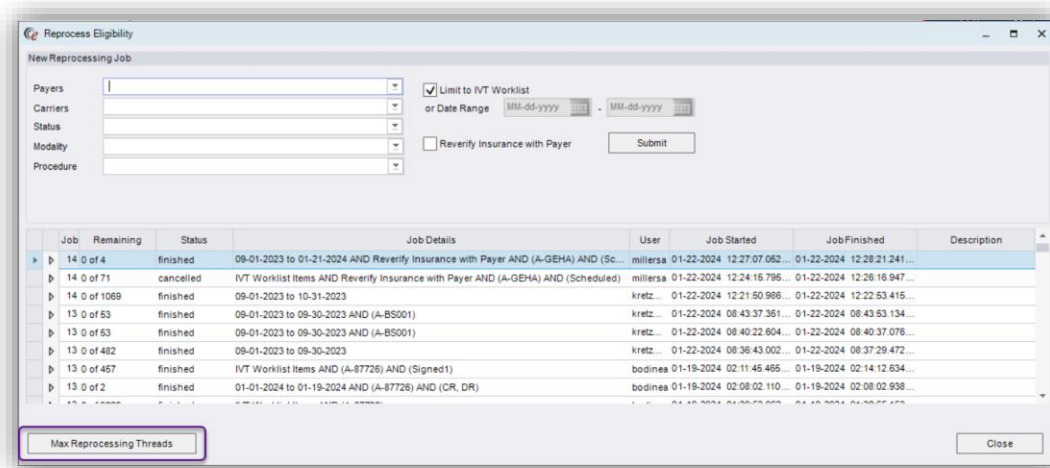 Reprocess Eligibility
New Reprocessing Job
Payers
Limit to IVT Worklist
Carriers
or Date Range MM-dd-yyyy - MM-dd-yyyy
Status
Modality
Reverify Insurance with Payer Submit
Procedure
Job Remaining Status Job Details User Job Started Job Finished Description
14 0 of 4 finished 09-01-2023 to 01-21-2024 AND Reverify Insurance with Payer AND (A-GEHA) AND (Sc... millersa 01-22-2024 12:27:07.062... 01-22-2024 12:28:21.241...
14 0 of 71 cancelled IVT Worklist Items AND Reverify Insurance with Payer AND (A-GEHA) AND (Scheduled) millersa 01-22-2024 12:24:15.796... 01-22-2024 12:26:16.947...
14 0 of 1069 finished 09-01-2023 to 10-31-2023 kretz... 01-22-2024 12:21:50.986... 01-22-2024 12:22:53.415...
13 0 of 53 finished 09-01-2023 to 09-30-2023 AND (A-BS001) kretz... 01-22-2024 08:43:37.351... 01-22-2024 08:43:53.134...
13 0 of 53 finished 09-01-2023 to 09-30-2023 AND (A-BS001) kretz... 01-22-2024 08:40:22.604... 01-22-2024 08:40:37.076...
13 0 of 482 finished 09-01-2023 to 09-30-2023 kretz... 01-22-2024 08:36:43.002... 01-22-2024 08:37:29.472...
13 0 of 457 finished IVT Worklist Items AND (A-87726) AND (Signed1) bodinea 01-19-2024 02:11:45.465... 01-19-2024 02:14:12.634...
13 0 of 2 finished 01-01-2024 to 01-19-2024 AND (A-87726) AND (CR, DR) bodinea 01-19-2024 02:08:02.110... 01-19-2024 02:08:02.938...
Max Reprocessing Threads Close